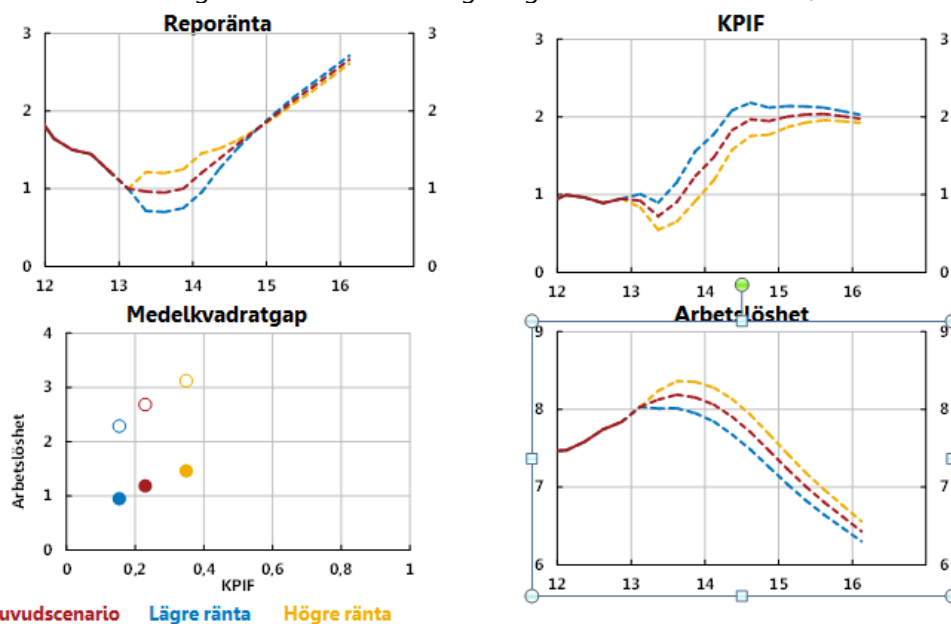 Reporänta
3 3
2 2
1 1
0 0
12 13 14 15 16
KPIF
3 3
2 2
1 1
0 0
12 13 14 15 16
Medelkvadratgap
4
3
2
1
0
Arbetslöshet
0 0,2 0,4 0,6 0,8 1
KPIF
Arbetslöshet
9 9
8 8
7 7
6 6
12 13 14 15 16
uvudscenario Lägre ränta Högre ränta